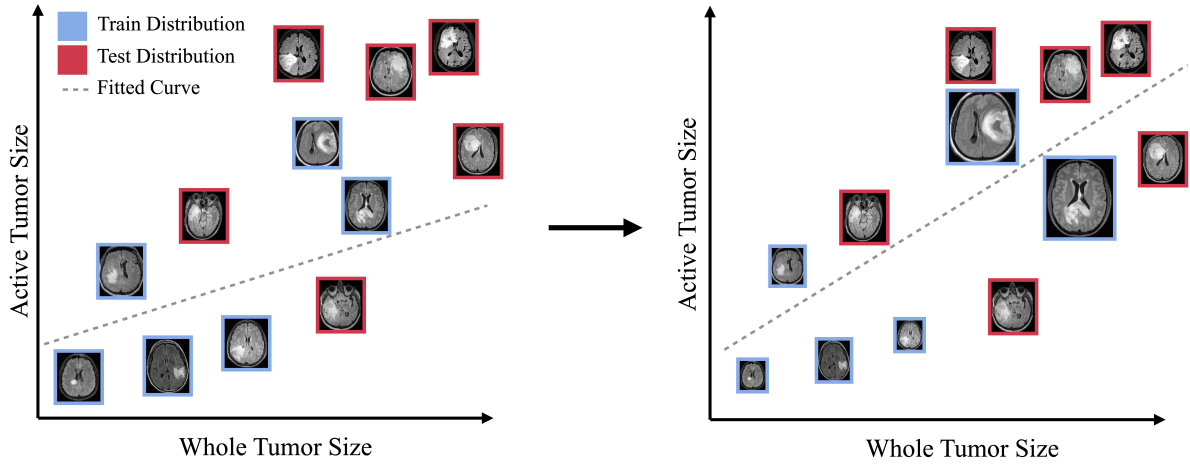 Train Distribution
Test Distribution
Fitted Curve
Active Tumor Size
Whole Tumor Size
Active Tumor Size
Whole Tumor Size